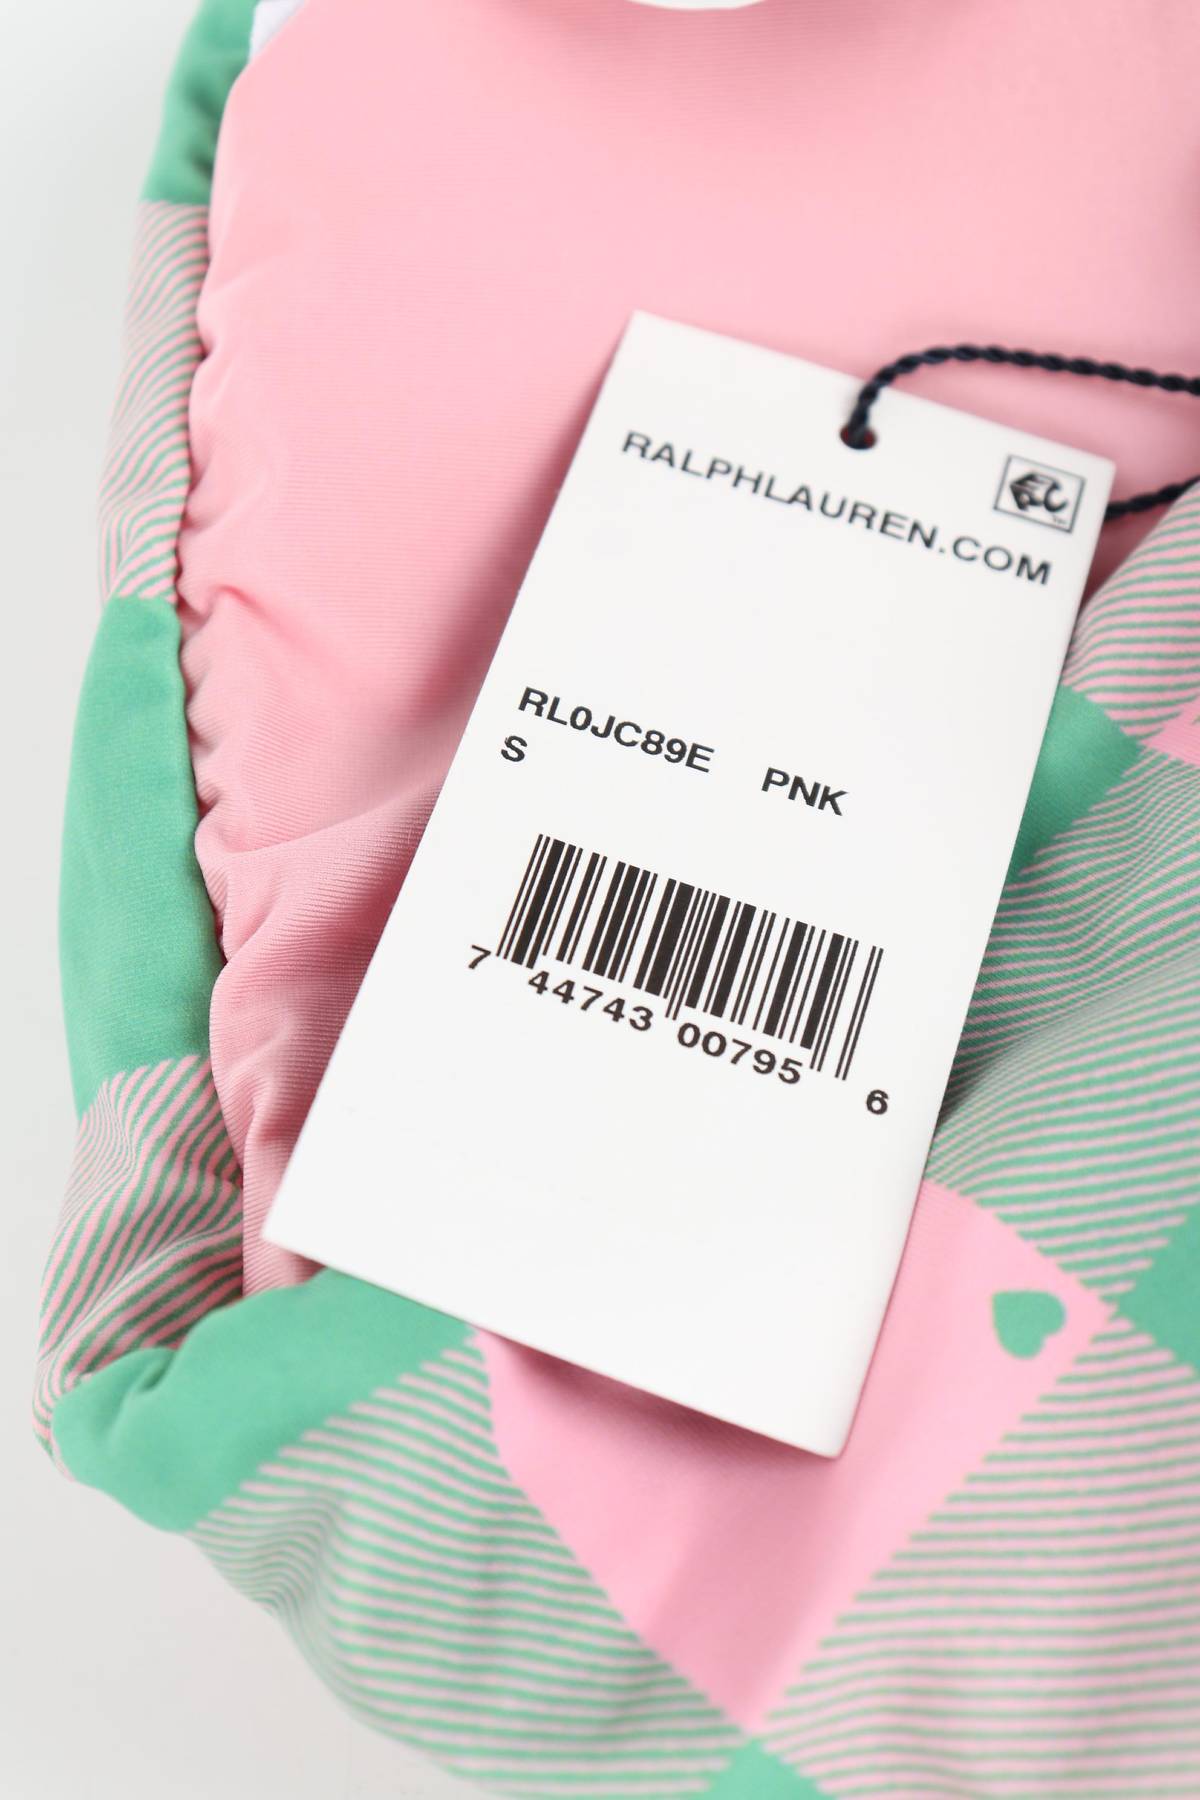 RALPHLAUREN.COM
RL0JC89E PNK
S
7 44743 00795 6